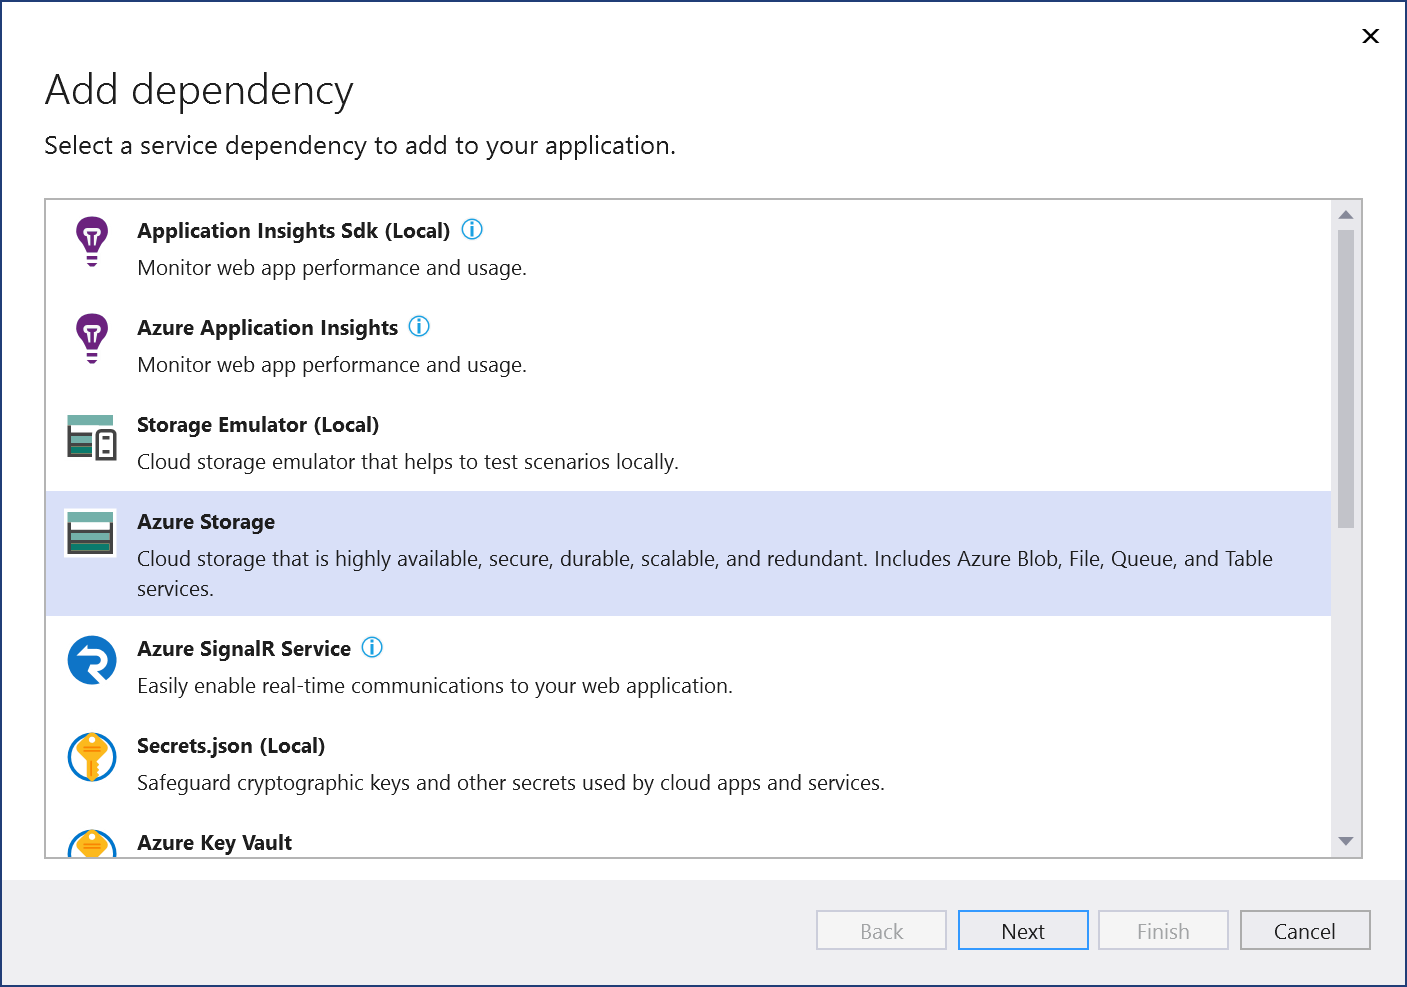 Add dependency
Select a service dependency to add to your application.
Application Insights Sdk (Local)
Monitor web app performance and usage.
Azure Application Insights
Monitor web app performance and usage.
Storage Emulator (Local)
Cloud storage emulator that helps to test scenarios locally.
Azure Storage
Cloud storage that is highly available, secure, durable, scalable, and redundant. Includes Azure Blob, File, Queue, and Table
services.
Azure SignalR Service
Easily enable real-time communications to your web application.
Secrets.json (Local)
Safeguard cryptographic keys and other secrets used by cloud apps and services.
Azure Key Vault
Back
Next
Finish
Cancel